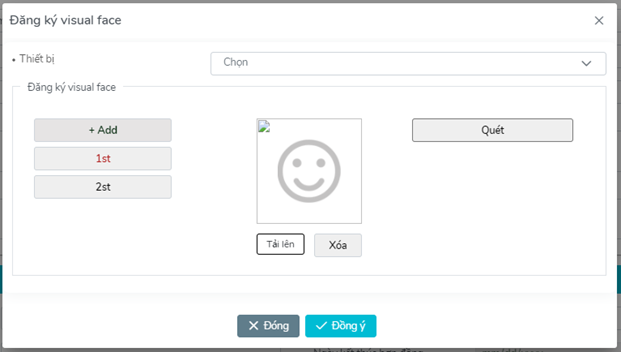 Đăng ký visual face
Thiết bị
Chọn
Đăng ký visual face
+ Add
1st
2st
Quét
Tải lên
Xóa
Đóng
Đồng ý